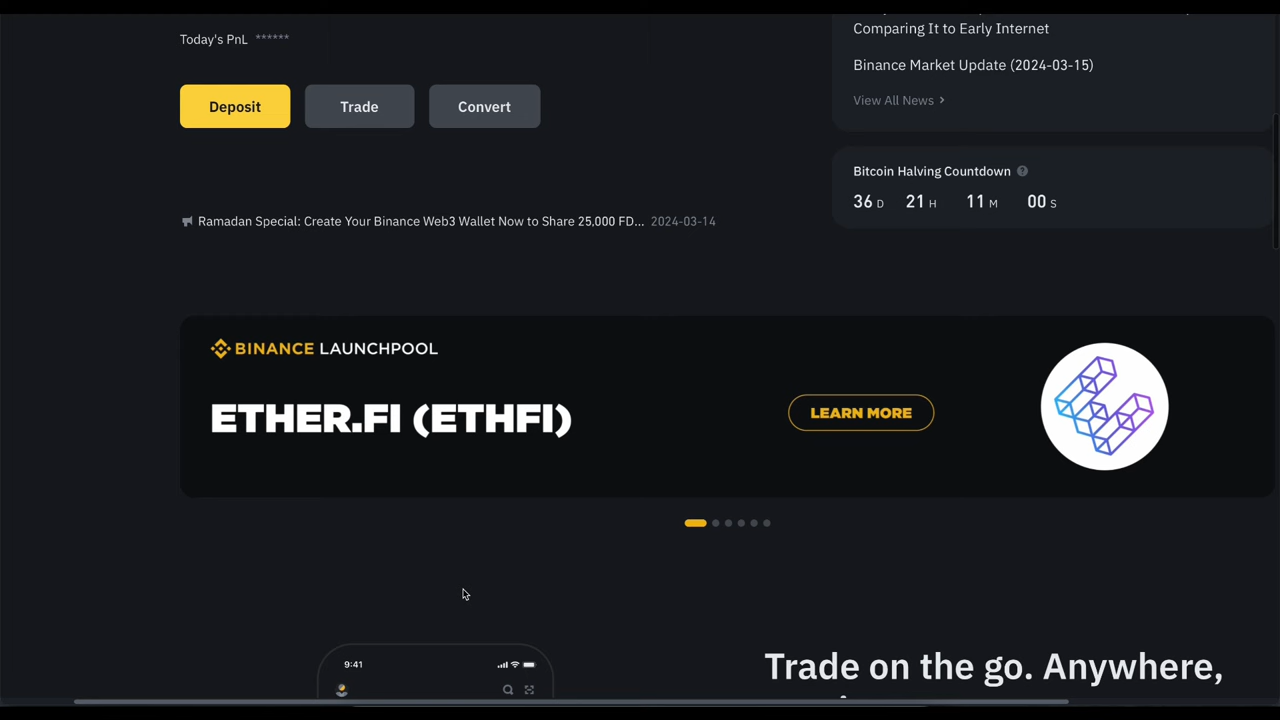 Comparing It to Early Internet
Today's PnL ******
Binance Market Update (2024-03-15)
View All News >
Deposit
Trade
Convert
Bitcoin Halving Countdown ?
36 D 21 H 11 M 00 S
Ramadan Special: Create Your Binance Web3 Wallet Now to Share 25,000 FD... 2024-03-14
BINANCE LAUNCHPOOL
ETHER.FI (ETHFI)
LEARN MORE
9:41
Trade on the go. Anywhere,